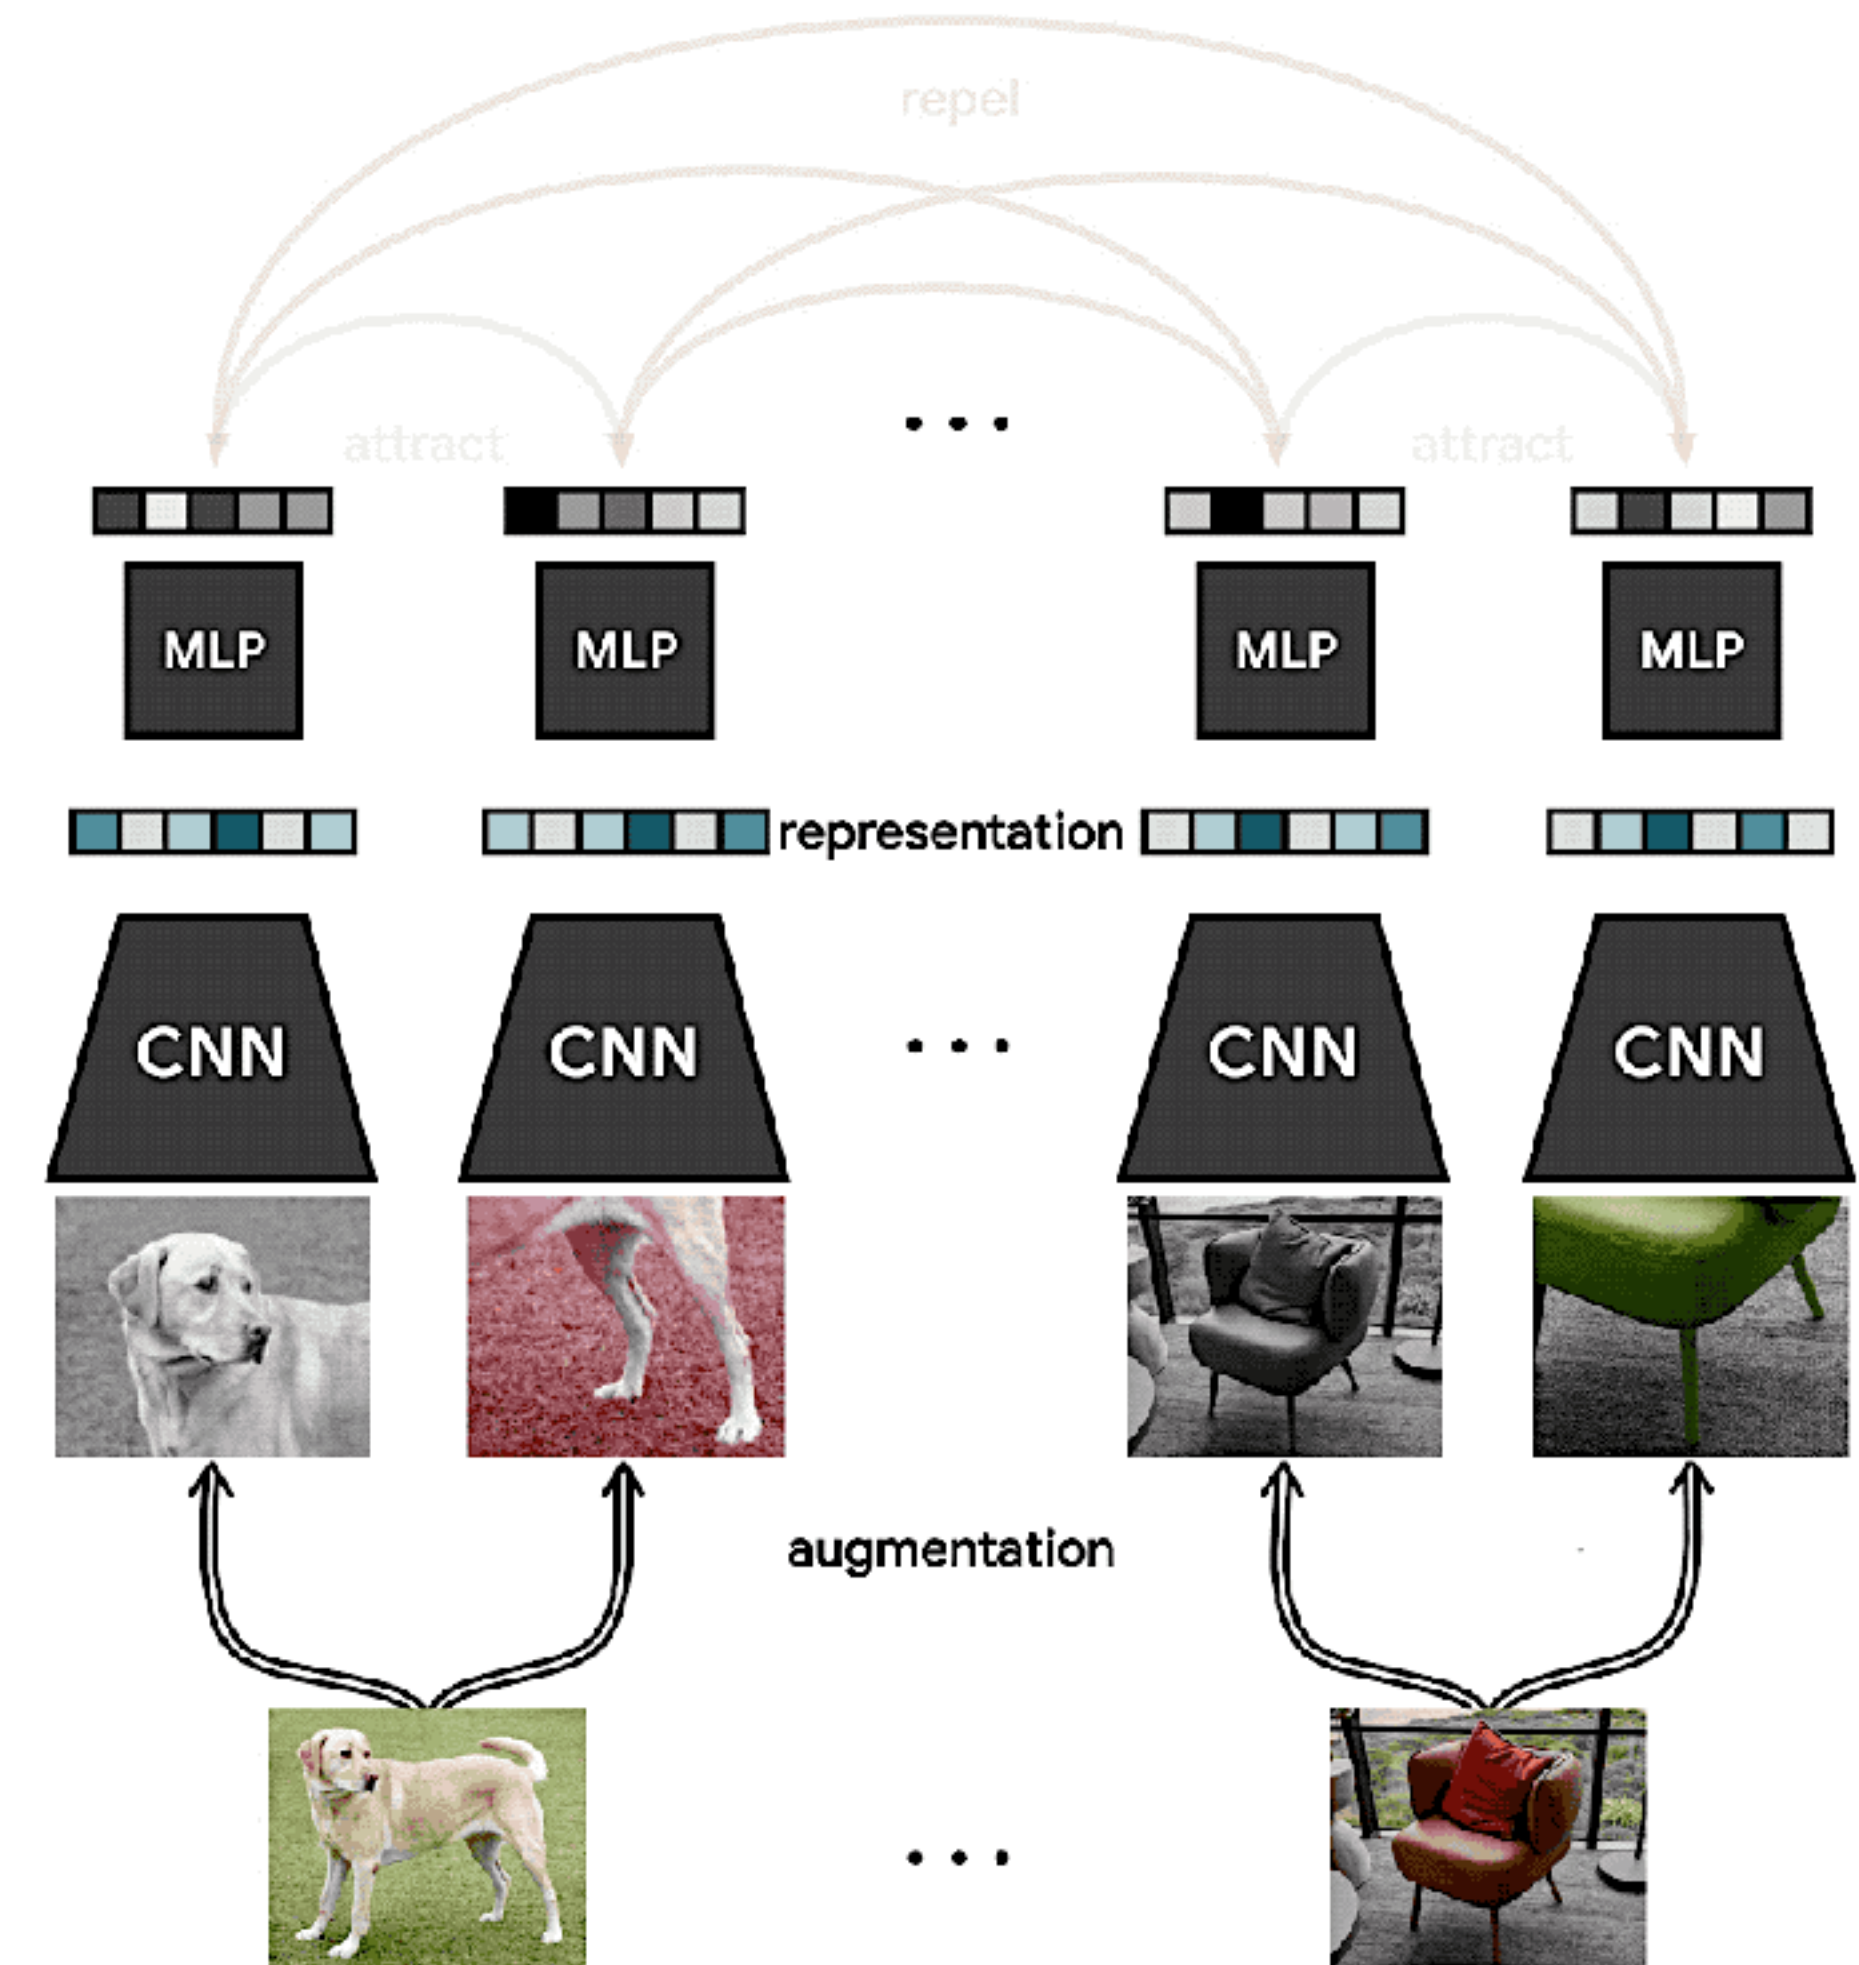 repel
attract
attract
MLP
MLP
MLP
MLP
representation
CNN
CNN
CNN
CNN
augmentation